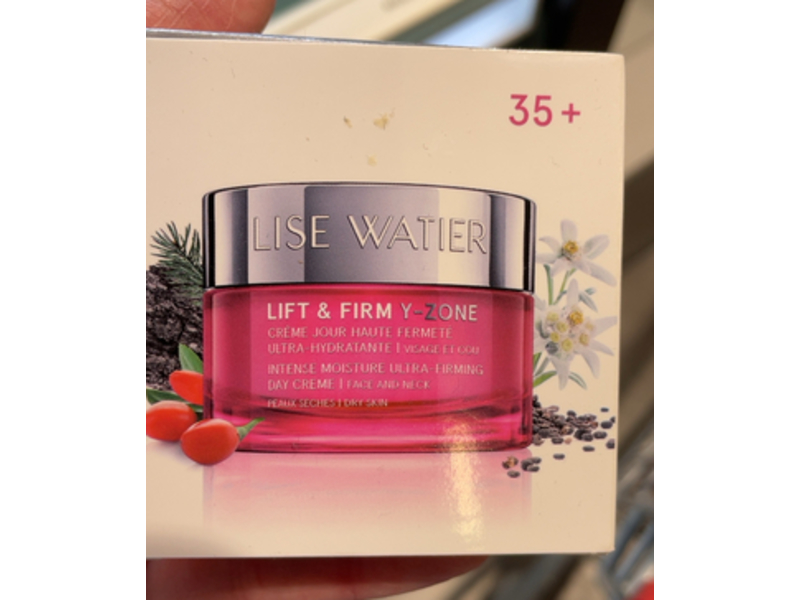 35+
LISE WATIER
LIFT & FIRM Y-ZONE
CRÈME JOUR HAUTE FERMETÉ
ULTRA-HYDRATANTE | VISAGE ET COU
INTENSE MOISTURE ULTRA-FIRMING
DAY CREME | FACE AND NECK
PEAUX SÈCHES | DRY SKIN